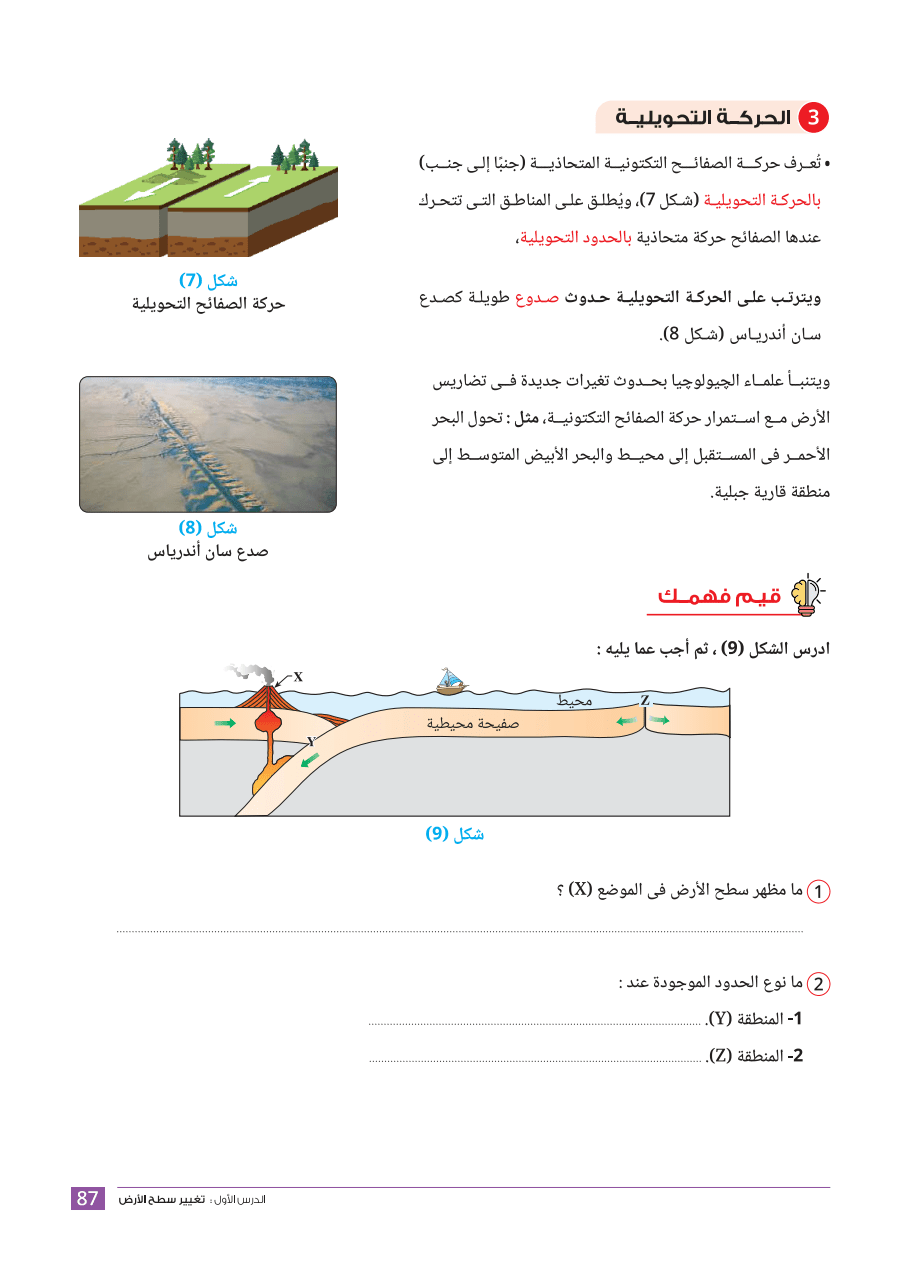 3 الحركة التحويلية
• تُعرف حركة الصفائح التكتونية المتحاذية (جنبًا إلى جنب)
بالحركة التحويلية (شكل 7)، ويُطلق على المناطق التى تتحرك
عندها الصفائح حركة متحاذية بالحدود التحويلية،
ويترتب على الحركة التحويلية حدوث صدوع طويلة كصدع
سان أندرياس (شكل 8).
ويتنبأ علماء الچيولوچيا بحدوث تغيرات جديدة فى تضاريس
الأرض مع استمرار حركة الصفائح التكتونية، مثل : تحول البحر
الأحمر فى المستقبل إلى محيط والبحر الأبيض المتوسط إلى
منطقة قارية جبلية.
شكل (7)
حركة الصفائح التحويلية
شكل (8)
صدع سان أندرياس
قيم فهمك
ادرس الشكل (9) ، ثم أجب عما يليه :
X
محيط
Z
صفيحة محيطية
Y
شكل (9)
1 ما مظهر سطح الأرض فى الموضع (X) ؟
2 ما نوع الحدود الموجودة عند :
1- المنطقة (Y).
2- المنطقة (Z).
الدرس الأول : تغيير سطح الأرض
87